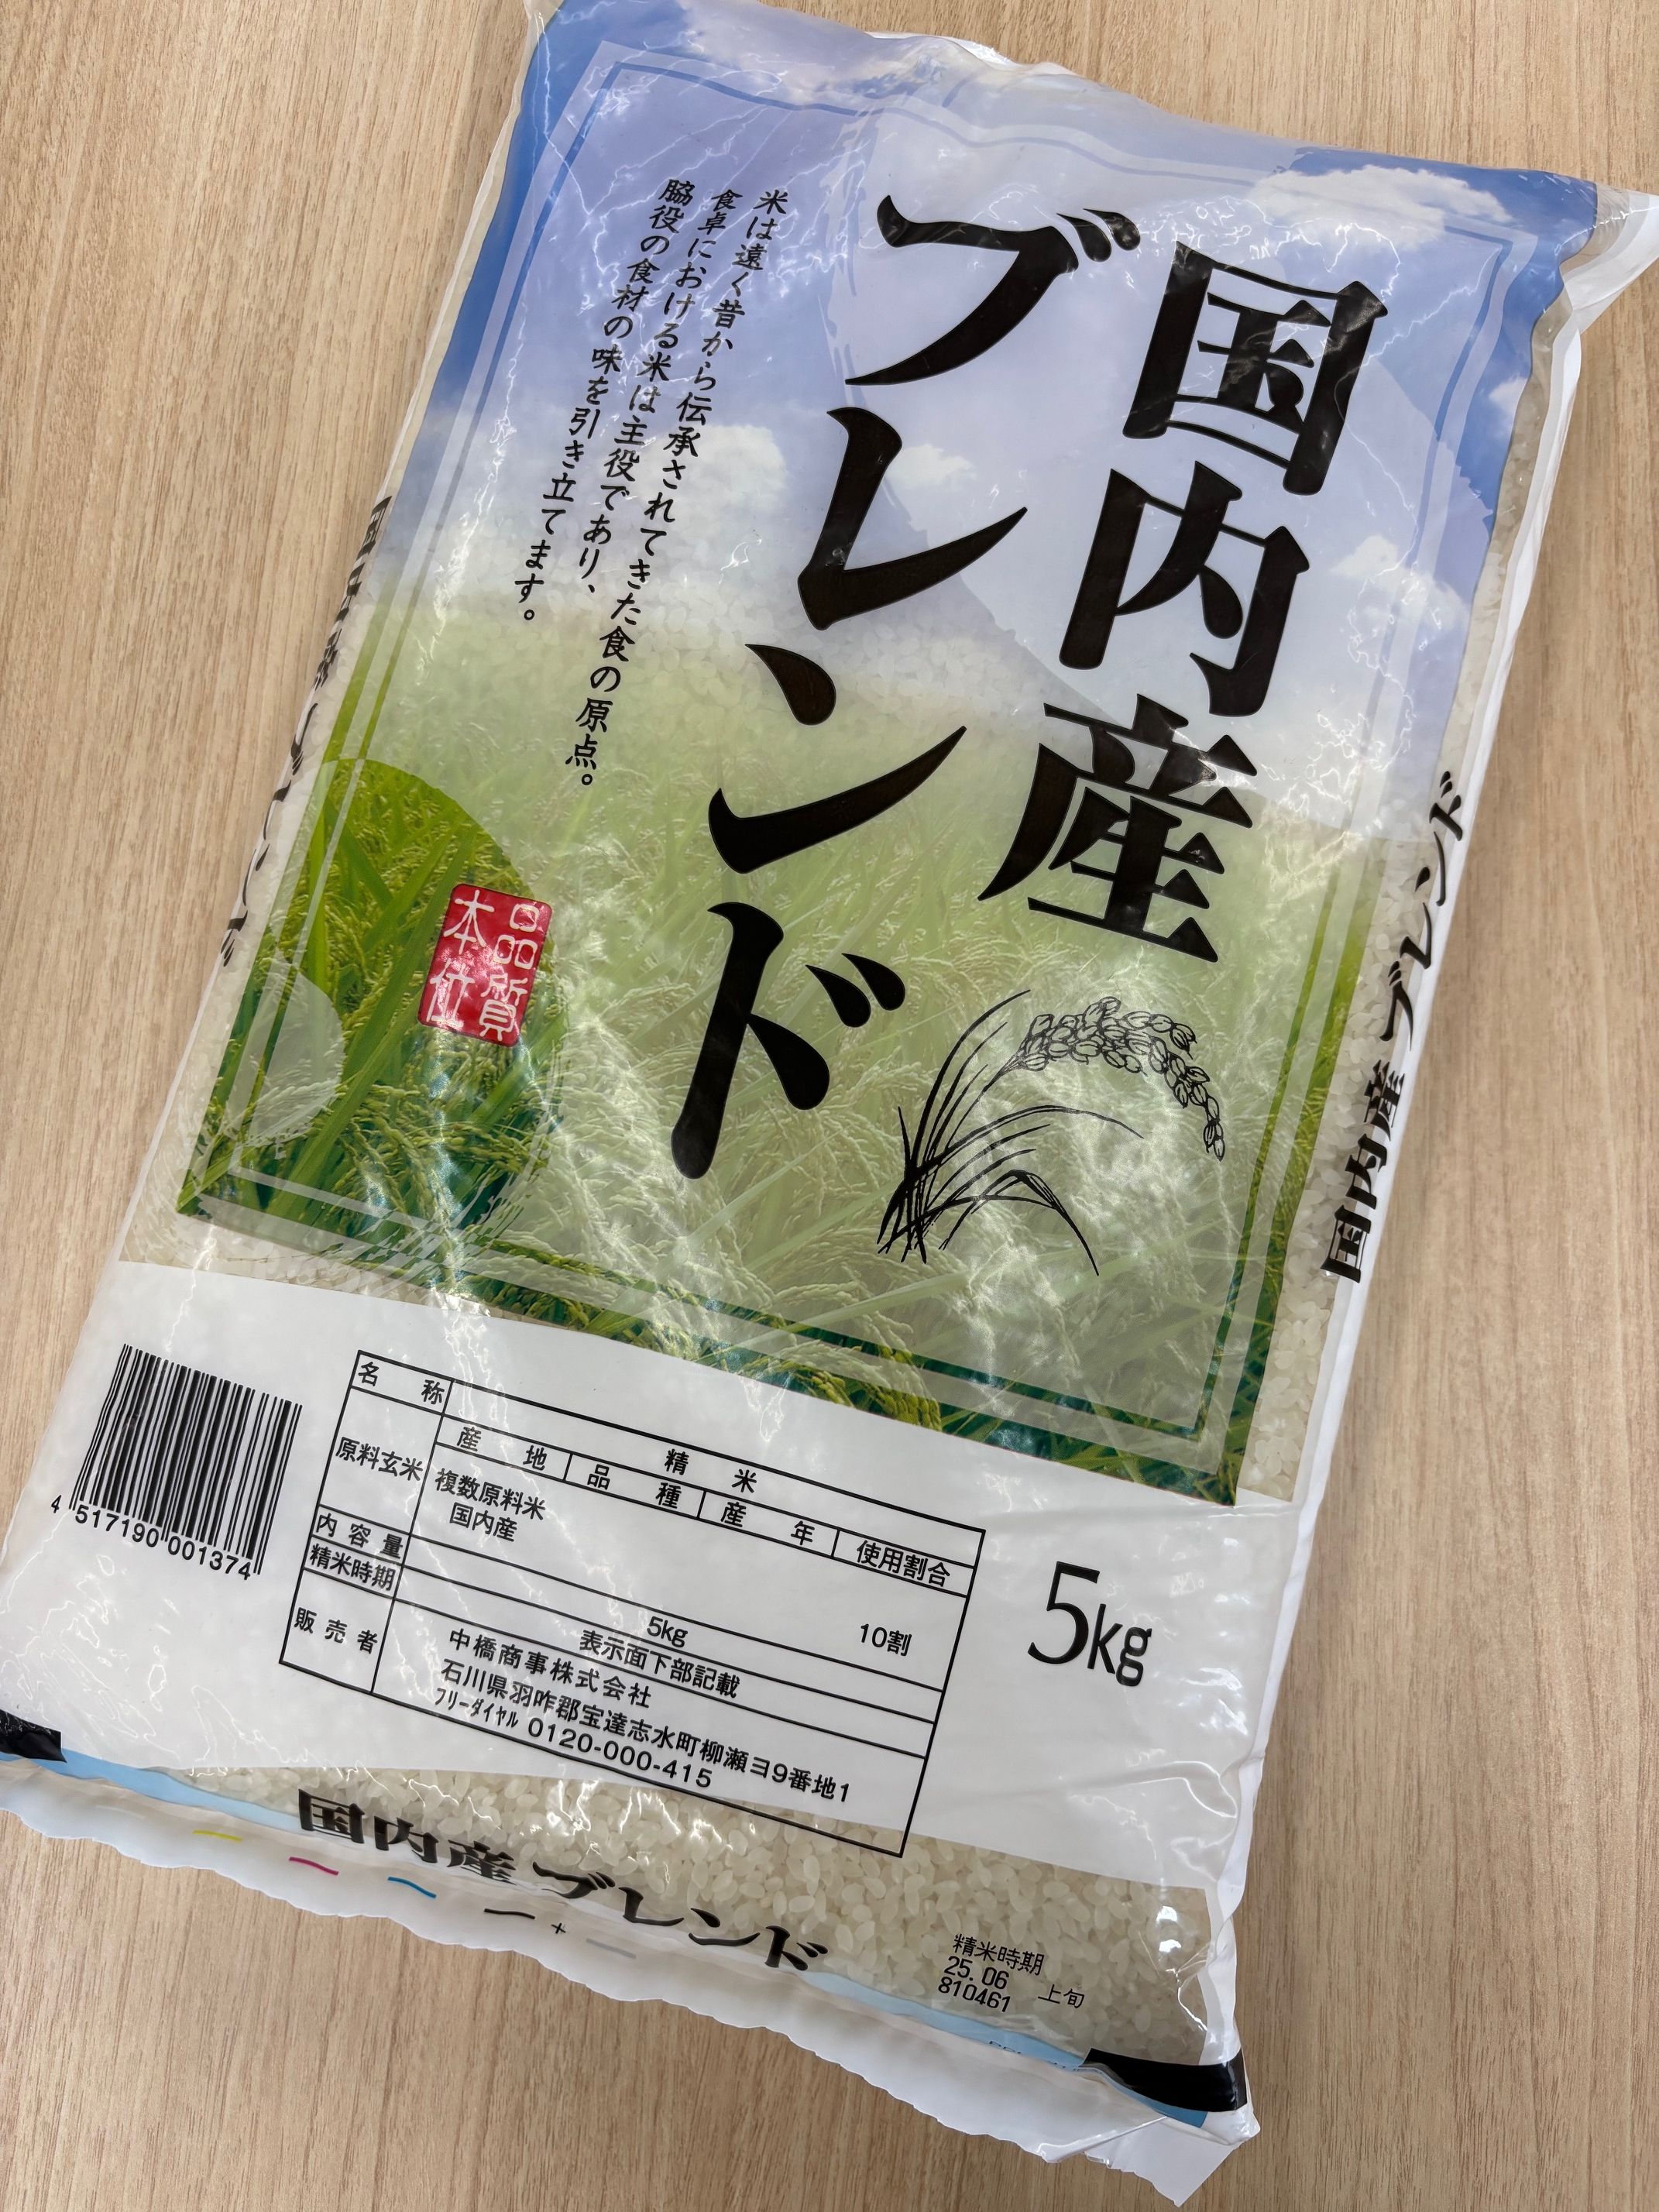 国内産
ブレンド
米は遠く昔から伝承されてきた食の原点。
食卓における米は主役であり、
脇役の食材の味を引き立てます。
品質
本位
国内産 ブレンド
国内産 ブレンド
名称 精米
原料玄米 産地 品種 産年 使用割合
複数原料米
国内産 10割
内容量 5kg
精米時期 表示面下部記載
販売者 中橋商事株式会社
石川県羽咋郡宝達志水町柳瀬ヨ9番地1
フリーダイヤル 0120-000-415
5kg
4 517190 001374
国内産 ブレンド
精米時期
25.06 上旬
810461